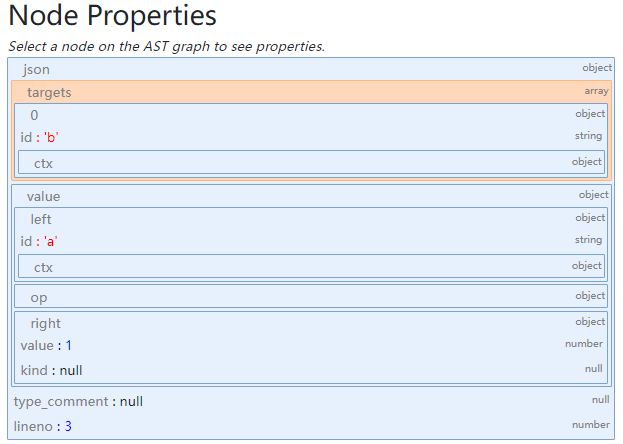 Node Properties
Select a node on the AST graph to see properties.
json object
targets array
0 object
id : 'b' string
ctx object
value object
left object
id : 'a' string
ctx object
op object
right object
value : 1 number
kind : null null
type_comment : null null
lineno : 3 number